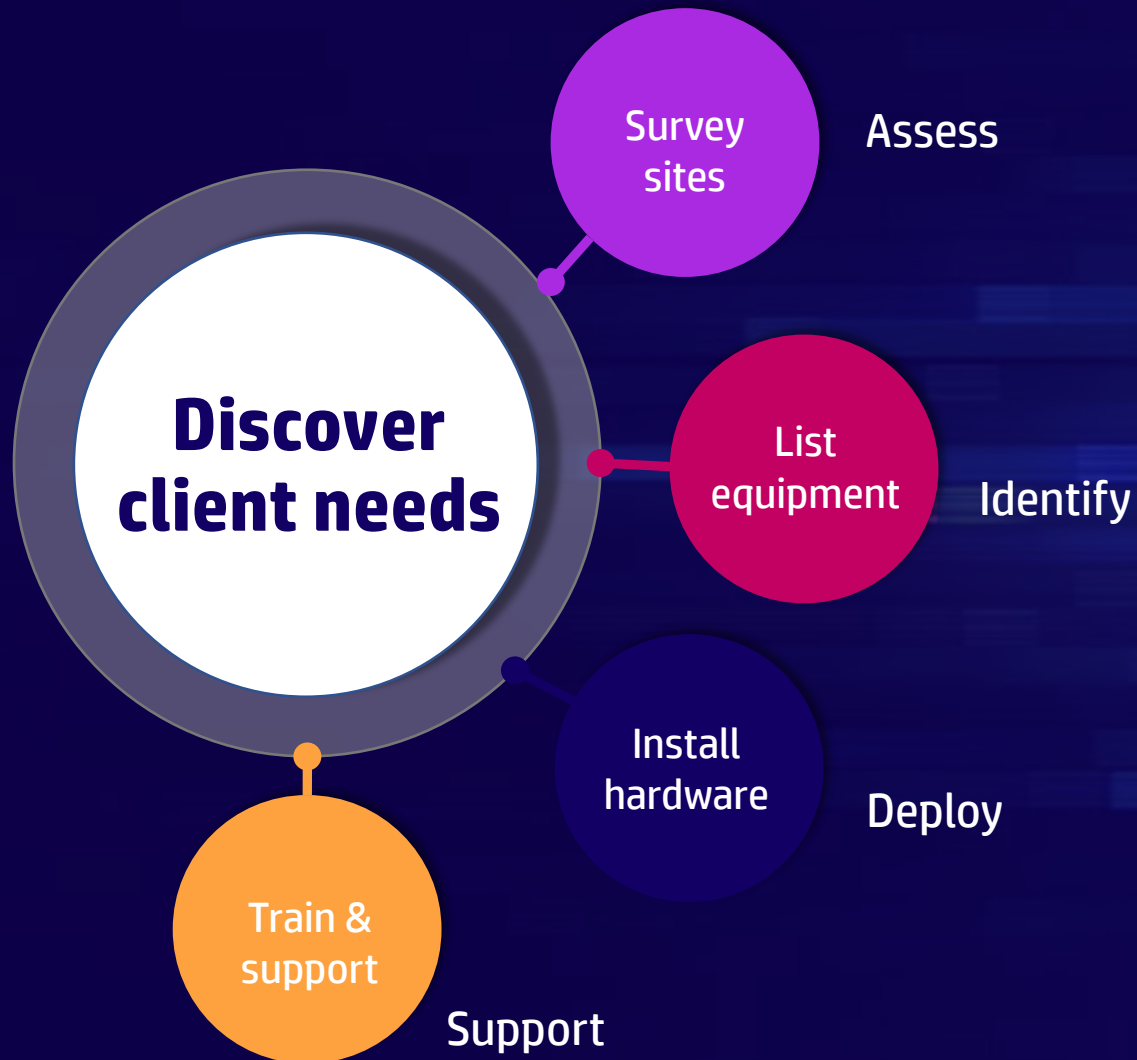 Survey
sites
Assess
Discover
client needs
List
equipment
Identify
Install
hardware
Deploy
Train &
support
Support